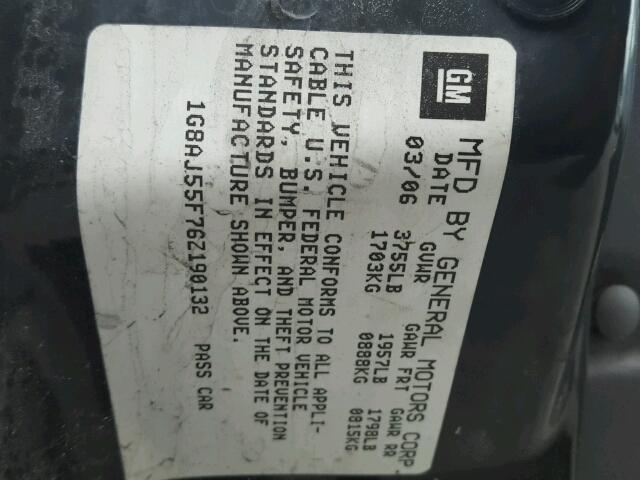 GM
MFD BY GENERAL MOTORS CORP
DATE GVWR GAWR FRT GAWR RR
03/06 3755LB 1957LB 1798LB
1703KG 0888KG 0815KG
THIS VEHICLE CONFORMS TO ALL APPLI-
CABLE U.S. FEDERAL MOTOR VEHICLE
SAFETY, BUMPER, AND THEFT PREVENTION
STANDARDS IN EFFECT ON THE DATE OF
MANUFACTURE SHOWN ABOVE.
1G8AJ55F76Z190132 PASS CAR